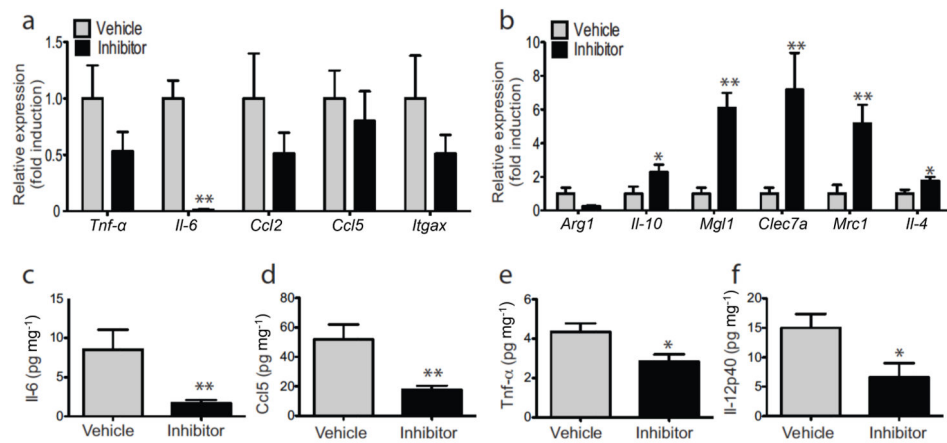 a
Vehicle
Inhibitor
Relative expression
(fold induction)
1.5
1.0
0.5
0
**
Tnf-α Il-6 Ccl2 Ccl5 Itgax
b
Vehicle
Inhibitor
Relative expression
(fold induction)
10
8
6
4
2
0
* ** ** ** *
Arg1 Il-10 Mgl1 Clec7a Mrc1 Il-4
c
Il-6 (pg mg⁻¹)
15
10
5
0
**
Vehicle Inhibitor
d
Ccl5 (pg mg⁻¹)
80
60
40
20
0
**
Vehicle Inhibitor
e
Tnf-α (pg mg⁻¹)
6
4
2
0
*
Vehicle Inhibitor
f
Il-12p40 (pg mg⁻¹)
20
15
10
5
0
*
Vehicle Inhibitor